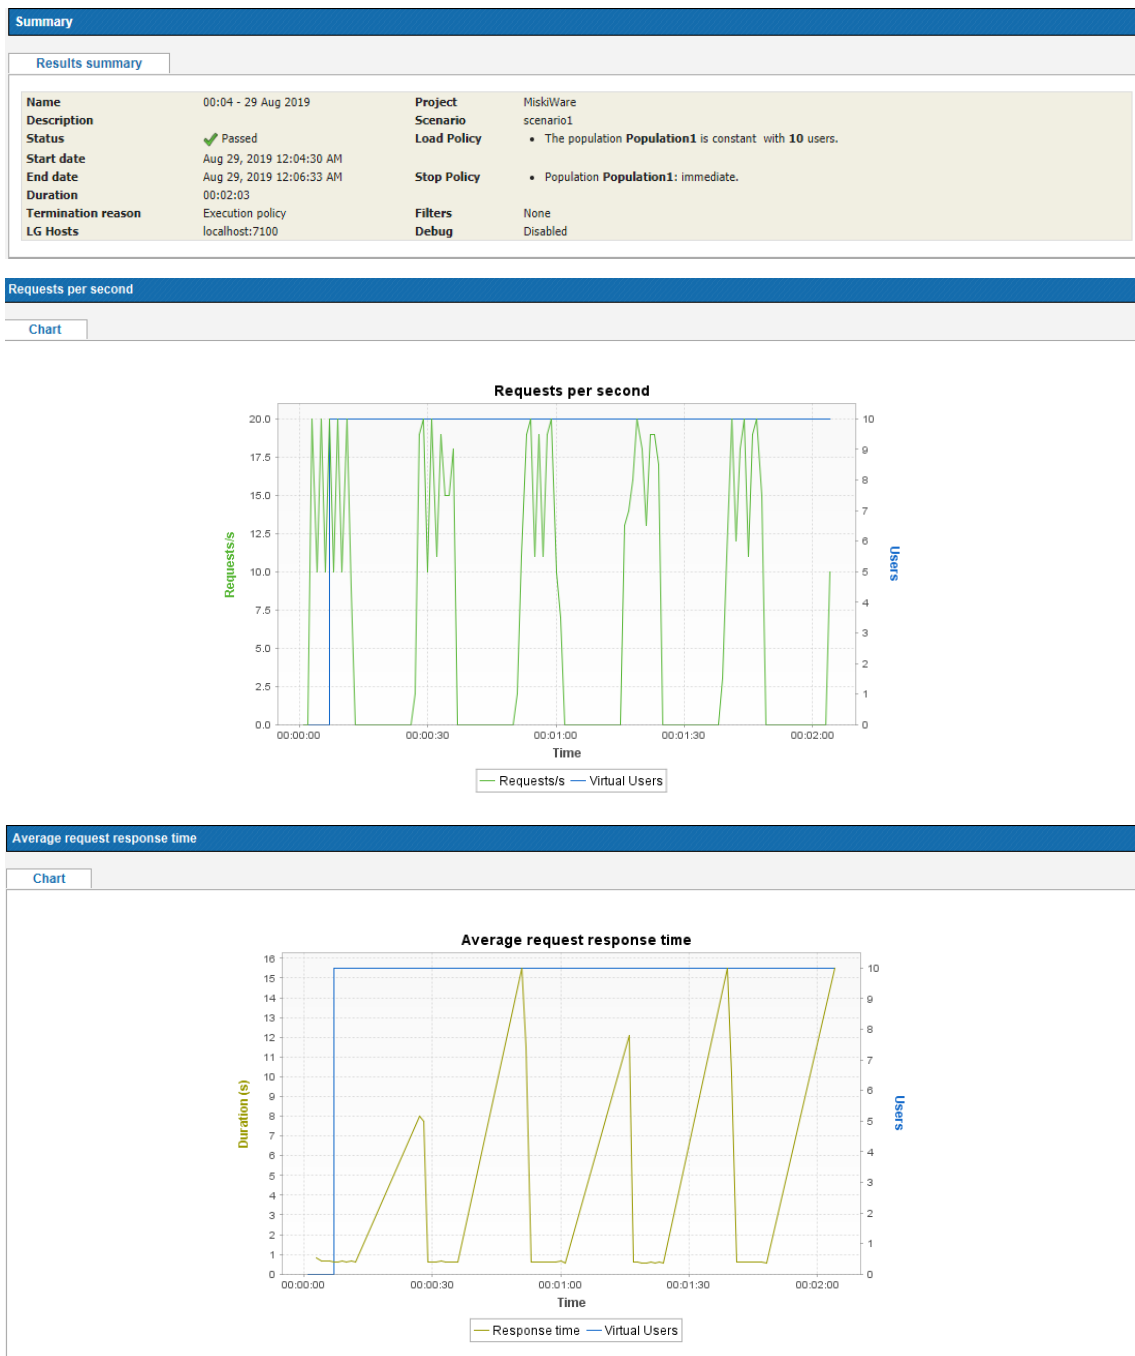 Summary
Results summary
Name 00:04 - 29 Aug 2019 Project MiskiWare
Description Scenario scenario1
Status Passed Load Policy • The population Population1 is constant with 10 users.
Start date Aug 29, 2019 12:04:30 AM
End date Aug 29, 2019 12:06:33 AM Stop Policy • Population Population1: immediate.
Duration 00:02:03
Termination reason Execution policy Filters None
LG Hosts localhost:7100 Debug Disabled
Requests per second
Chart
Requests per second
20.0 10
9
17.5
8
15.0
7
12.5
6
Requests/s
Users
10.0 5
4
7.5
3
5.0
2
2.5
1
0.0 0
00:00:00 00:00:30 00:01:00 00:01:30 00:02:00
Time
Requests/s Virtual Users
Average request response time
Chart
Average request response time
16
15 10
14
9
13
12 8
11
7
10
9 6
Duration (s)
Users
8
5
7
6 4
5
3
4
3 2
2
1
1
0 0
00:00:00 00:00:30 00:01:00 00:01:30 00:02:00
Time
Response time Virtual Users